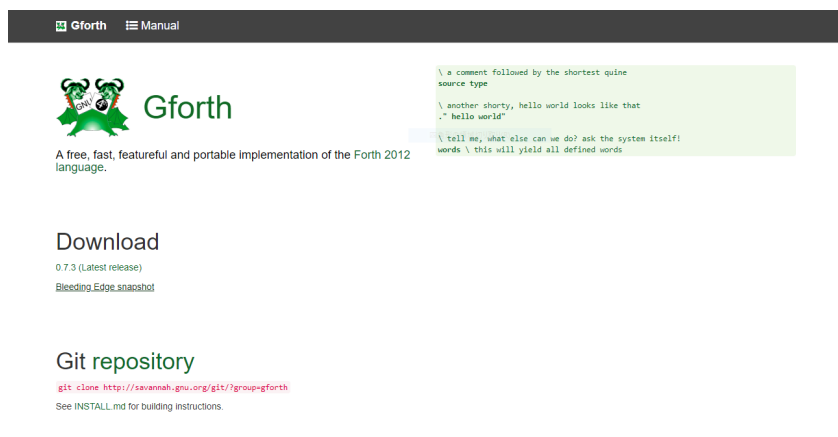 Gforth Manual
GNU
Gforth
A free, fast, featureful and portable implementation of the Forth 2012
language.
\ a comment followed by the shortest quine
source type
\ another shorty, hello world looks like that
." hello world"
\ tell me, what else can we do? ask the system itself!
words \ this will yield all defined words
Download
0.7.3 (Latest release)
Bleeding Edge snapshot
Git repository
git clone http://savannah.gnu.org/git/?group=gforth
See INSTALL.md for building instructions.